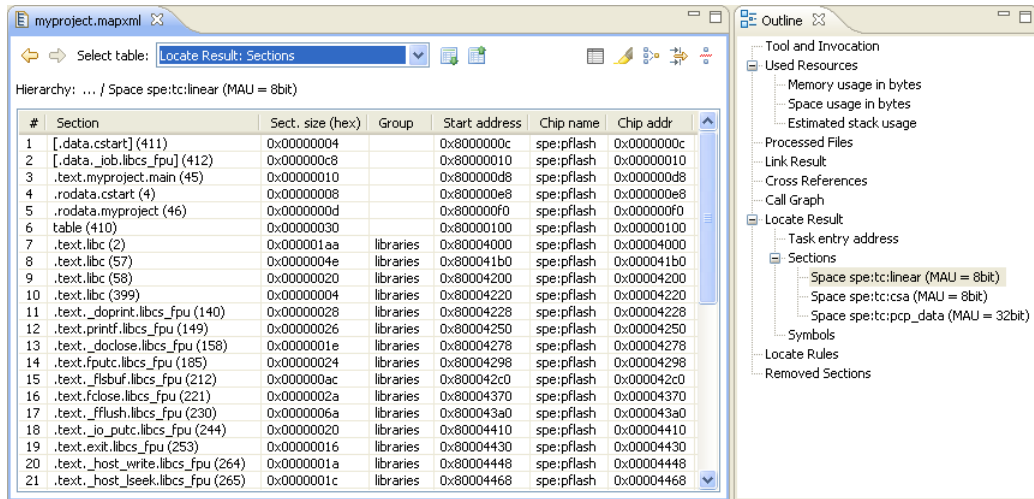 myproject.mapxml
Select table: Locate Result: Sections
Hierarchy: ... / Space spe:tc:linear (MAU = 8bit)
# Section Sect. size (hex) Group Start address Chip name Chip addr
1 [.data.cstart] (411) 0x00000004 0x8000000c spe:pflash 0x0000000c
2 [.data._iob.libcs_fpu] (412) 0x000000c8 0x80000010 spe:pflash 0x00000010
3 .text.myproject.main (45) 0x00000010 0x800000d8 spe:pflash 0x000000d8
4 .rodata.cstart (4) 0x00000008 0x800000e8 spe:pflash 0x000000e8
5 .rodata.myproject (46) 0x0000000d 0x800000f0 spe:pflash 0x000000f0
6 table (410) 0x00000030 0x80000100 spe:pflash 0x00000100
7 .text.libc (2) 0x000001aa libraries 0x80004000 spe:pflash 0x00004000
8 .text.libc (57) 0x0000004e libraries 0x800041b0 spe:pflash 0x000041b0
9 .text.libc (58) 0x00000020 libraries 0x80004200 spe:pflash 0x00004200
10 .text.libc (399) 0x00000004 libraries 0x80004220 spe:pflash 0x00004220
11 .text._doprint.libcs_fpu (140) 0x00000028 libraries 0x80004228 spe:pflash 0x00004228
12 .text.printf.libcs_fpu (149) 0x00000026 libraries 0x80004250 spe:pflash 0x00004250
13 .text._doclose.libcs_fpu (158) 0x0000001e libraries 0x80004278 spe:pflash 0x00004278
14 .text.fputc.libcs_fpu (185) 0x00000024 libraries 0x80004298 spe:pflash 0x00004298
15 .text._flsbuf.libcs_fpu (212) 0x000000ac libraries 0x800042c0 spe:pflash 0x000042c0
16 .text.fclose.libcs_fpu (221) 0x0000002a libraries 0x80004370 spe:pflash 0x00004370
17 .text._fflush.libcs_fpu (230) 0x0000006a libraries 0x800043a0 spe:pflash 0x000043a0
18 .text._io_putc.libcs_fpu (244) 0x00000020 libraries 0x80004410 spe:pflash 0x00004410
19 .text.exit.libcs_fpu (253) 0x00000016 libraries 0x80004430 spe:pflash 0x00004430
20 .text._host_write.libcs_fpu (264) 0x0000001a libraries 0x80004448 spe:pflash 0x00004448
21 .text._host_lseek.libcs_fpu (265) 0x0000001c libraries 0x80004468 spe:pflash 0x00004468
Outline
Tool and Invocation
Used Resources
Memory usage in bytes
Space usage in bytes
Estimated stack usage
Processed Files
Link Result
Cross References
Call Graph
Locate Result
Task entry address
Sections
Space spe:tc:linear (MAU = 8bit)
Space spe:tc:csa (MAU = 8bit)
Space spe:tc:pcp_data (MAU = 32bit)
Symbols
Locate Rules
Removed Sections